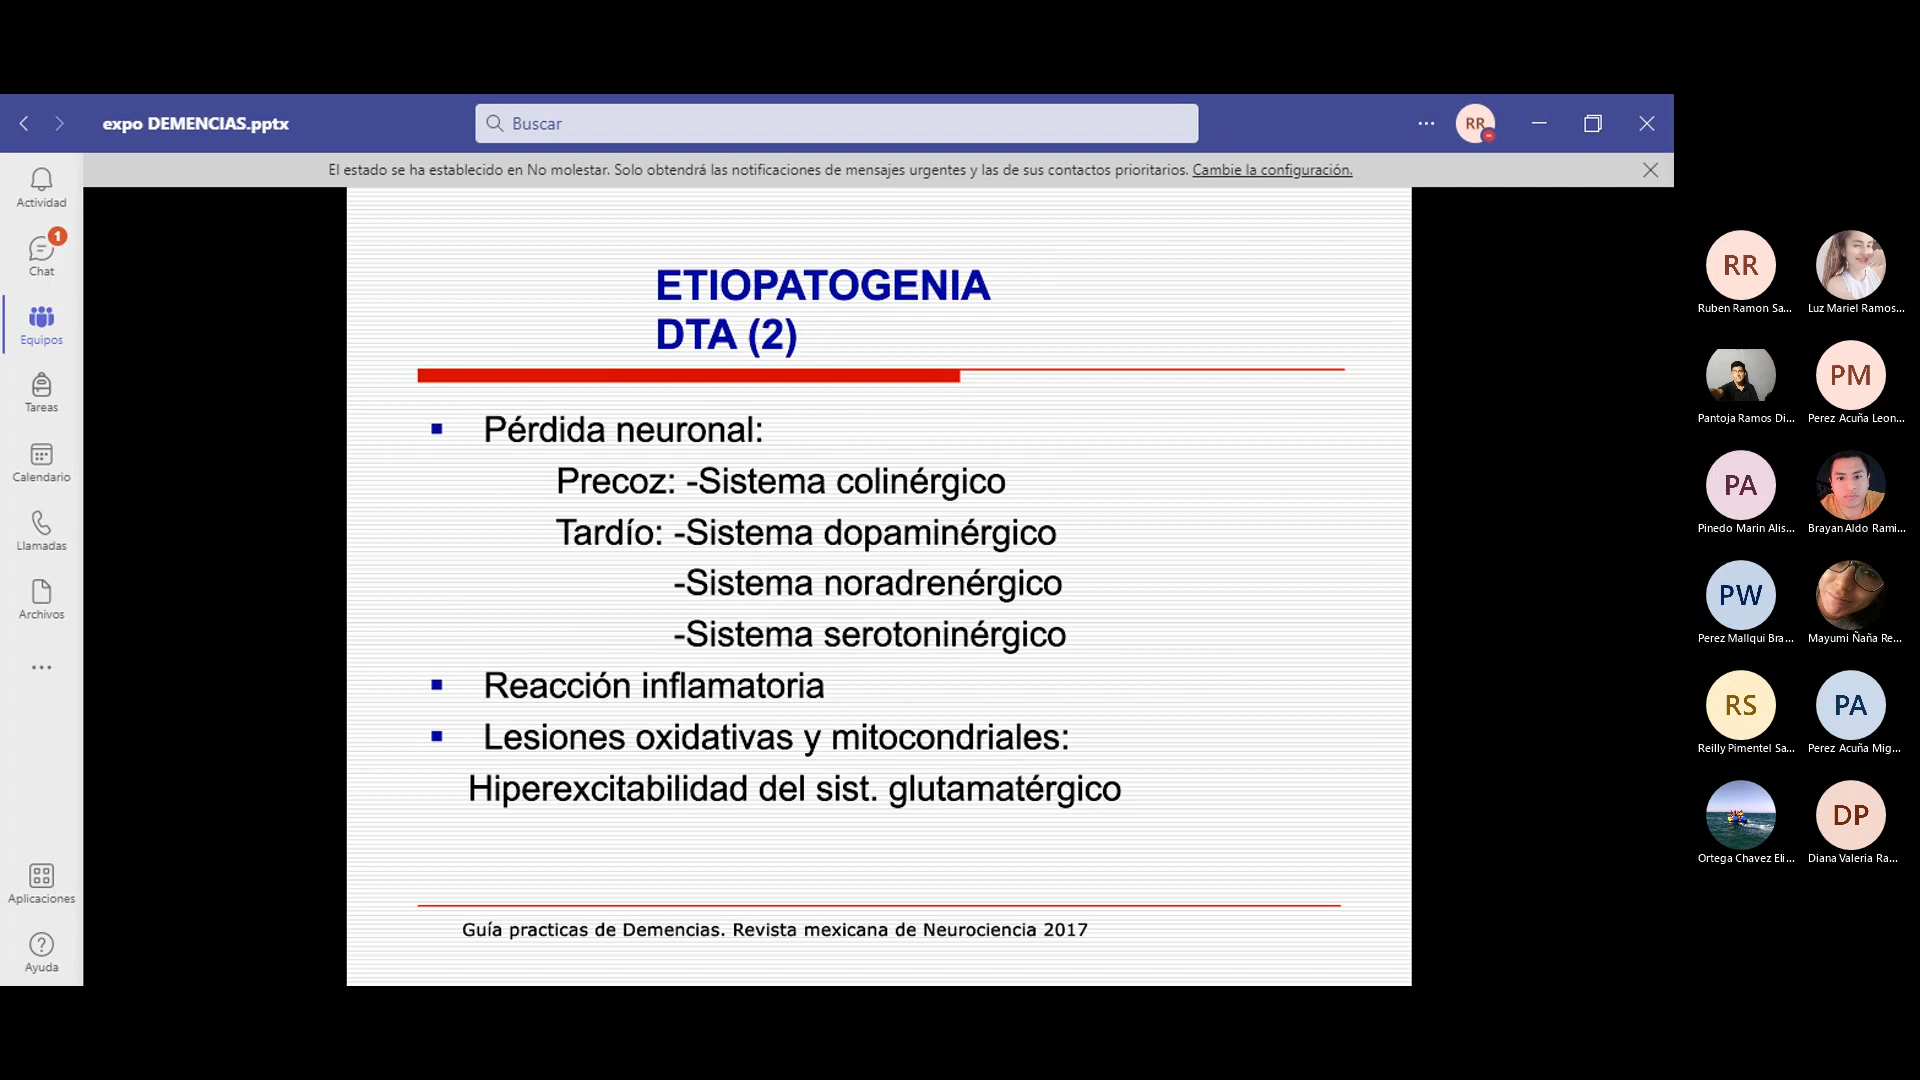 expo DEMENCIAS.pptx
Buscar
RR
El estado se ha establecido en No molestar. Solo obtendrá las notificaciones de mensajes urgentes y las de sus contactos prioritarios. Cambie la configuración.
Actividad
1
Chat
Equipos
Tareas
Calendario
Llamadas
Archivos
Aplicaciones
Ayuda
ETIOPATOGENIA
DTA (2)
Pérdida neuronal:
Precoz: -Sistema colinérgico
Tardío: -Sistema dopaminérgico
-Sistema noradrenérgico
-Sistema serotoninérgico
Reacción inflamatoria
Lesiones oxidativas y mitocondriales:
Hiperexcitabilidad del sist. glutamatérgico
Guía practicas de Demencias. Revista mexicana de Neurociencia 2017
RR
Ruben Ramon Sa...
Luz Mariel Ramos...
Pantoja Ramos Di...
PM
Perez Acuña Leon...
PA
Pinedo Marin Alis...
Brayan Aldo Rami...
PW
Perez Mallqui Bra...
Mayumi Ñaña Re...
RS
Reilly Pimentel Sa...
PA
Perez Acuña Mig...
Ortega Chavez Eli...
DP
Diana Valeria Ra...